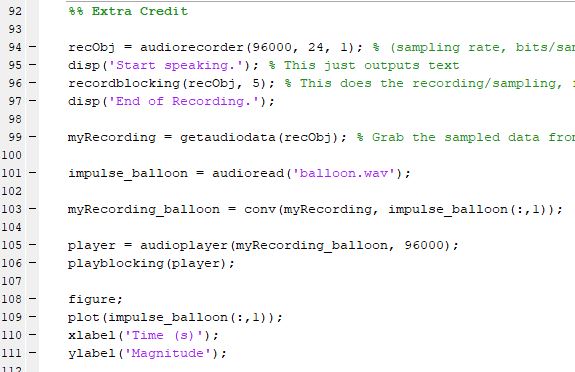 92 %% Extra Credit
93
94 – recObj = audiorecorder(96000, 24, 1); % (sampling rate, bits/sa
95 – disp('Start speaking.'); % This just outputs text
96 – recordblocking(recObj, 5); % This does the recording/sampling,
97 – disp('End of Recording.');
98
99 – myRecording = getaudiodata(recObj); % Grab the sampled data from
100
101 – impulse_balloon = audioread('balloon.wav');
102
103 – myRecording_balloon = conv(myRecording, impulse_balloon(:,1));
104
105 – player = audioplayer(myRecording_balloon, 96000);
106 – playblocking(player);
107
108 – figure;
109 – plot(impulse_balloon(:,1));
110 – xlabel('Time (s)');
111 – ylabel('Magnitude');
112